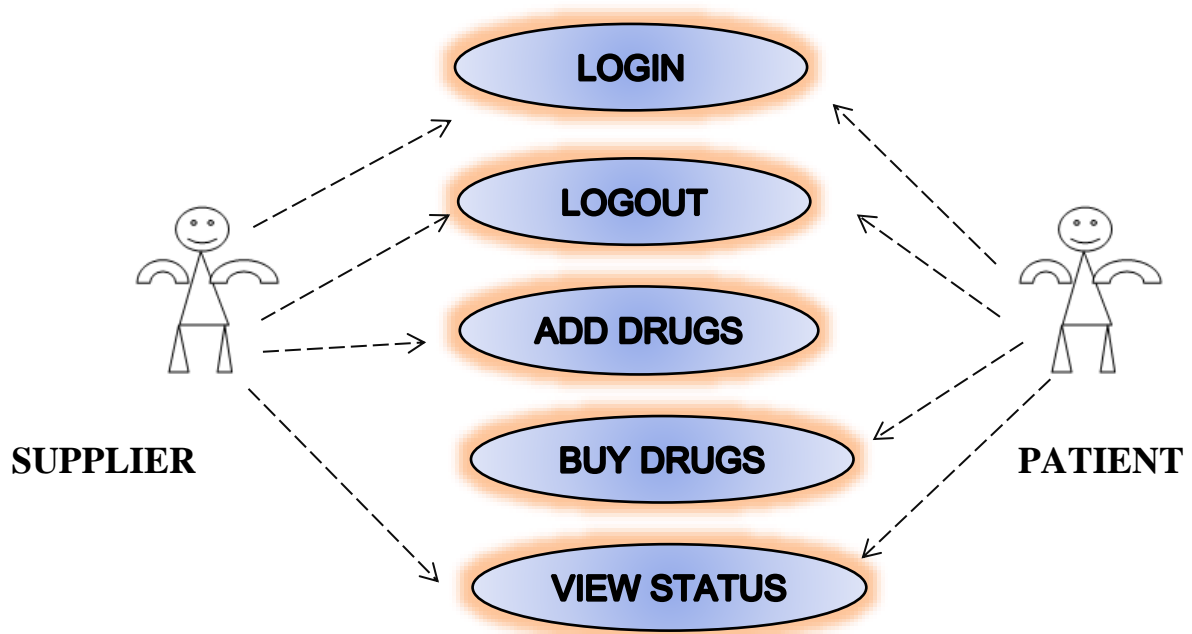 LOGIN
LOGOUT
ADD DRUGS
BUY DRUGS
SUPPLIER
PATIENT
VIEW STATUS